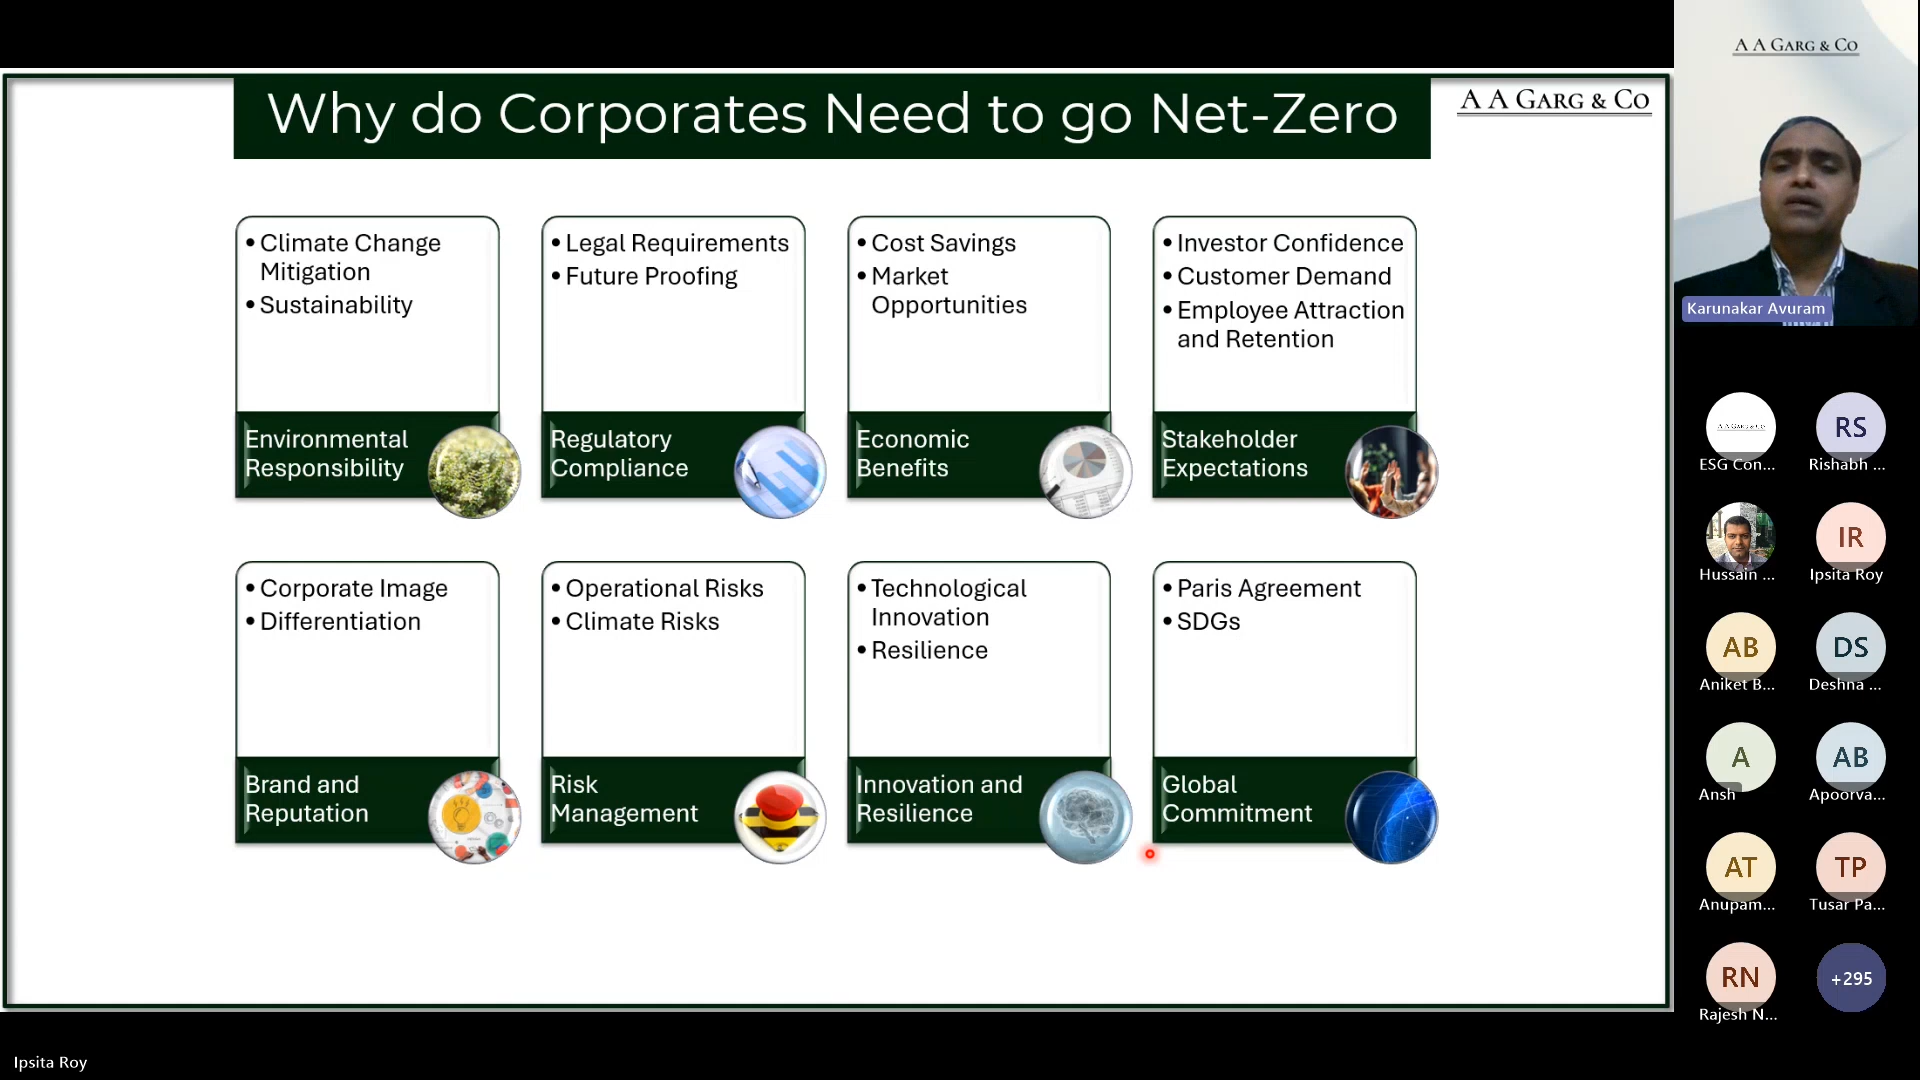 Why do Corporates Need to go Net-Zero
A A GARG & CO
A A GARG & CO
• Climate Change
Mitigation
• Sustainability
Environmental
Responsibility
• Legal Requirements
• Future Proofing
Regulatory
Compliance
• Cost Savings
• Market
Opportunities
Economic
Benefits
• Investor Confidence
• Customer Demand
• Employee Attraction
and Retention
Stakeholder
Expectations
• Corporate Image
• Differentiation
Brand and
Reputation
• Operational Risks
• Climate Risks
Risk
Management
• Technological
Innovation
• Resilience
Innovation and
Resilience
• Paris Agreement
• SDGs
Global
Commitment
Karunakar Avuram
A A GARG & CO
ESG Con...
RS
Rishabh ...
Hussain ...
IR
Ipsita Roy
AB
Aniket B...
DS
Deshna ...
A
Ansh
AB
Apoorva...
AT
Anupam...
TP
Tusar Pa...
RN
Rajesh N...
+295
Ipsita Roy